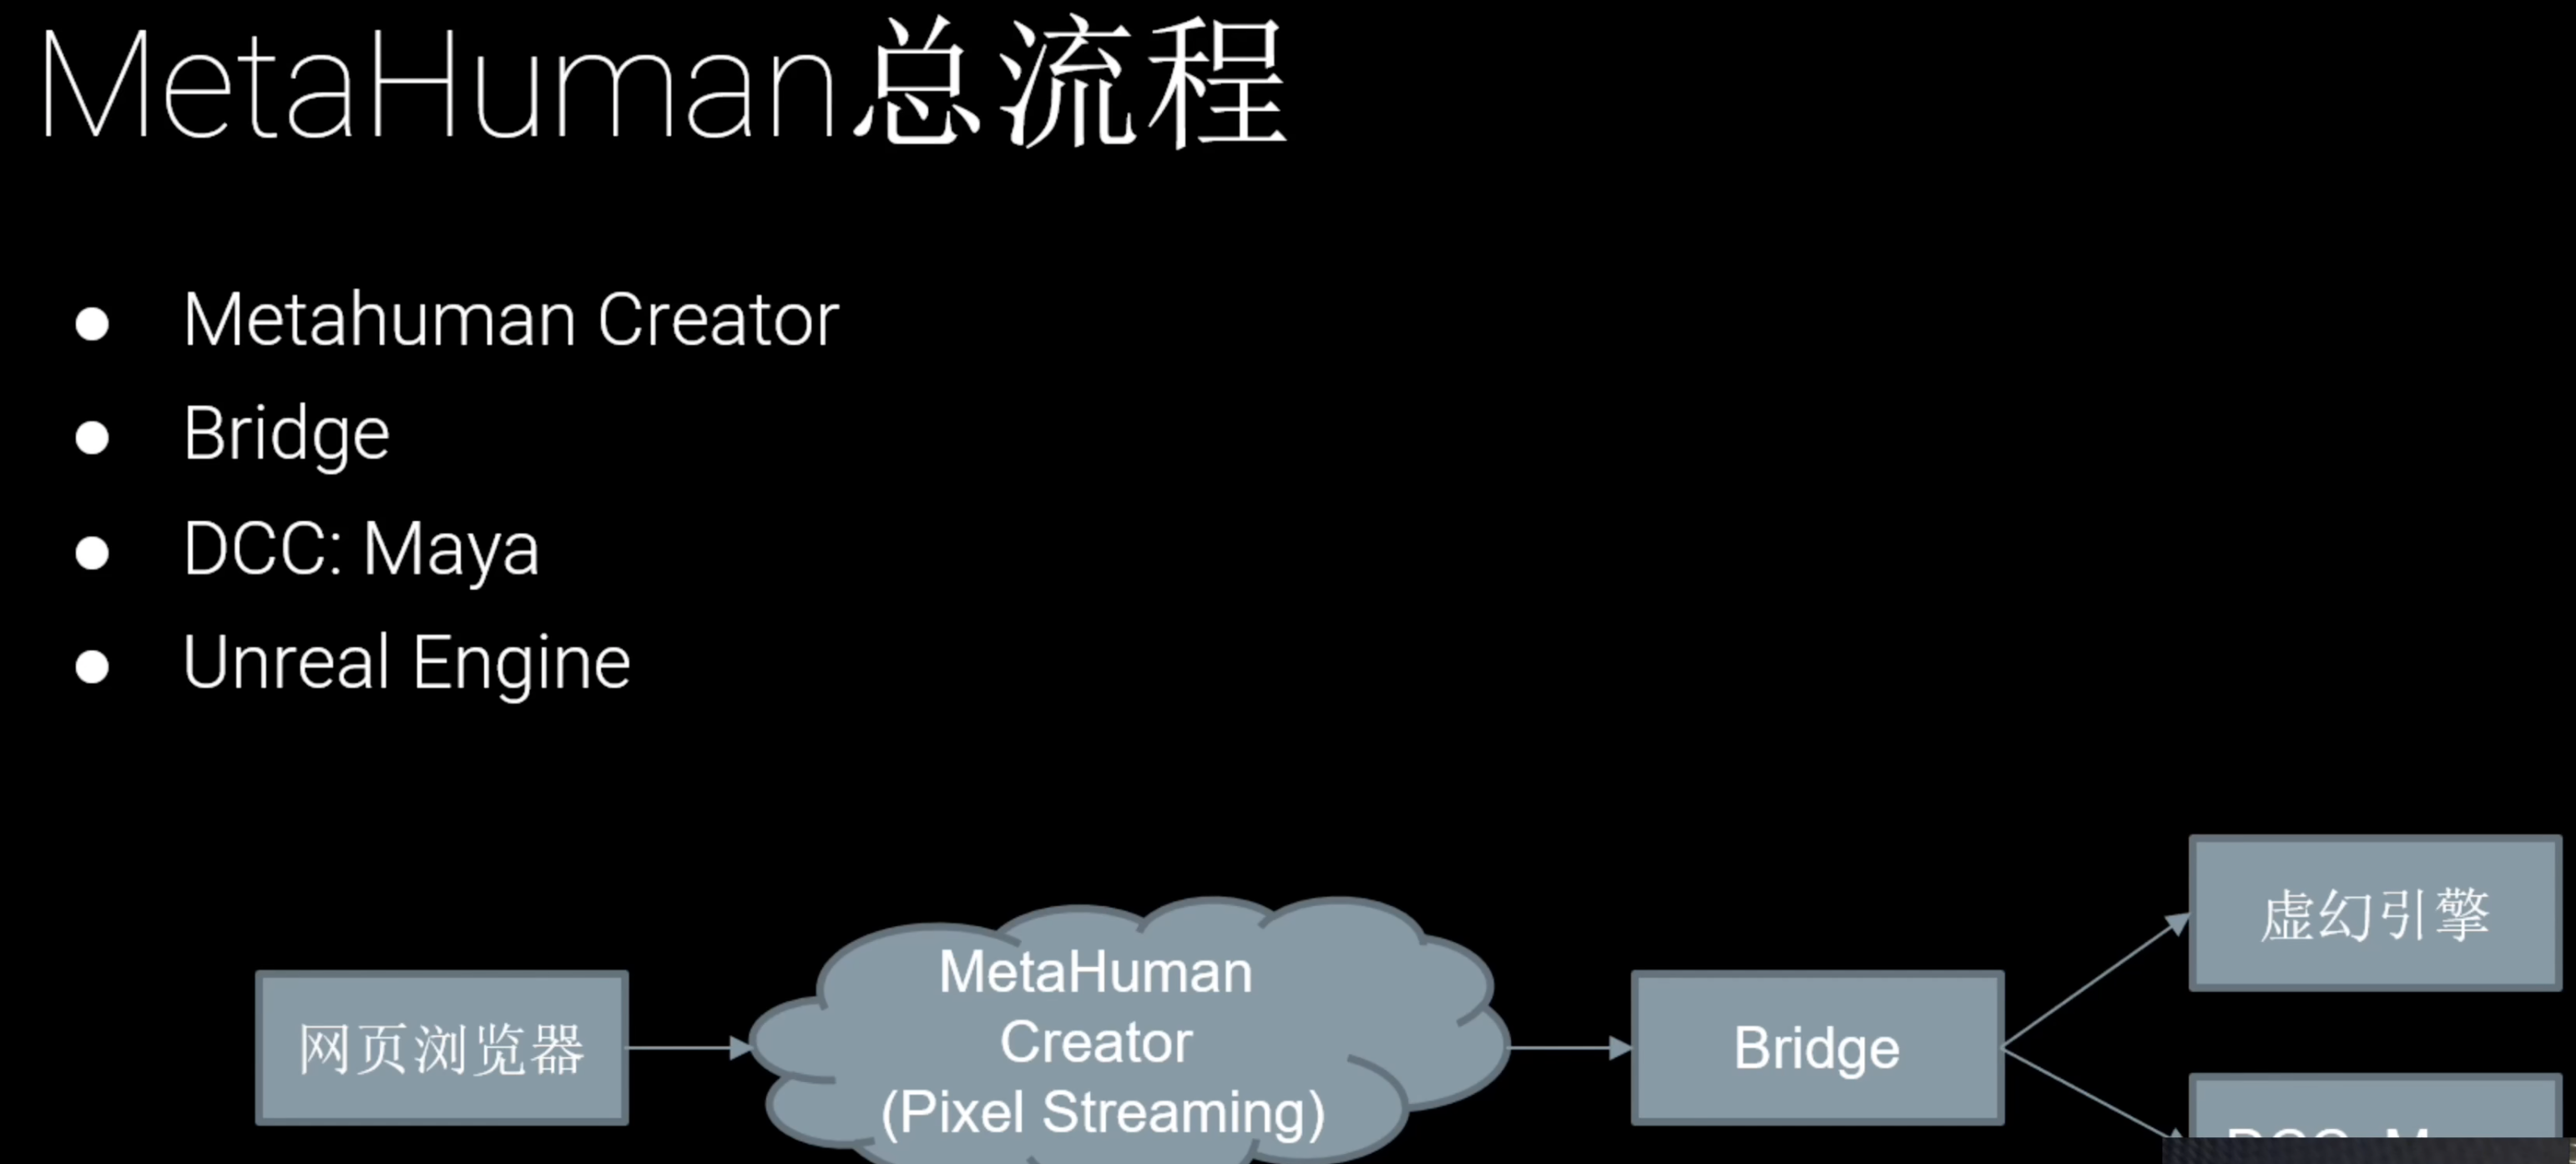 MetaHuman总流程
Metahuman Creator
Bridge
DCC: Maya
Unreal Engine
虚幻引擎
网页浏览器
MetaHuman
Creator
(Pixel Streaming)
Bridge